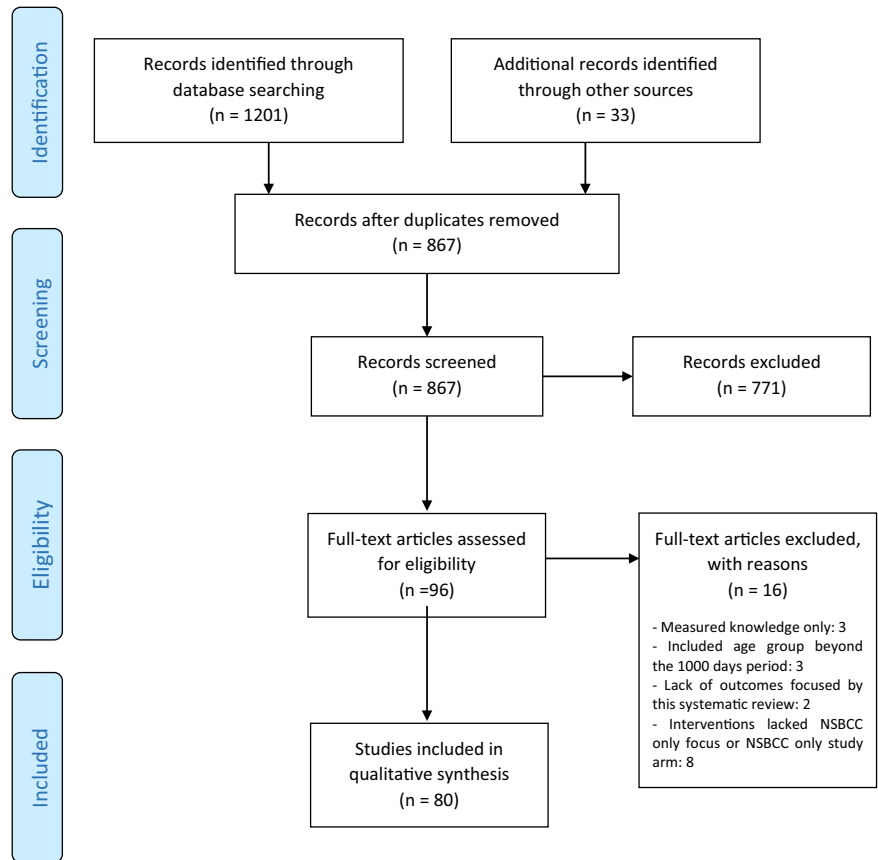 Identification
Records identified through
database searching
(n = 1201)
Additional records identified
through other sources
(n = 33)
Records after duplicates removed
(n = 867)
Screening
Records screened
(n = 867)
Records excluded
(n = 771)
Eligibility
Full-text articles assessed
for eligibility
(n =96)
Full-text articles excluded,
with reasons
(n = 16)
- Measured knowledge only: 3
- Included age group beyond
the 1000 days period: 3
- Lack of outcomes focused by
this systematic review: 2
- Interventions lacked NSBCC
only focus or NSBCC only study
arm: 8
Included
Studies included in
qualitative synthesis
(n = 80)